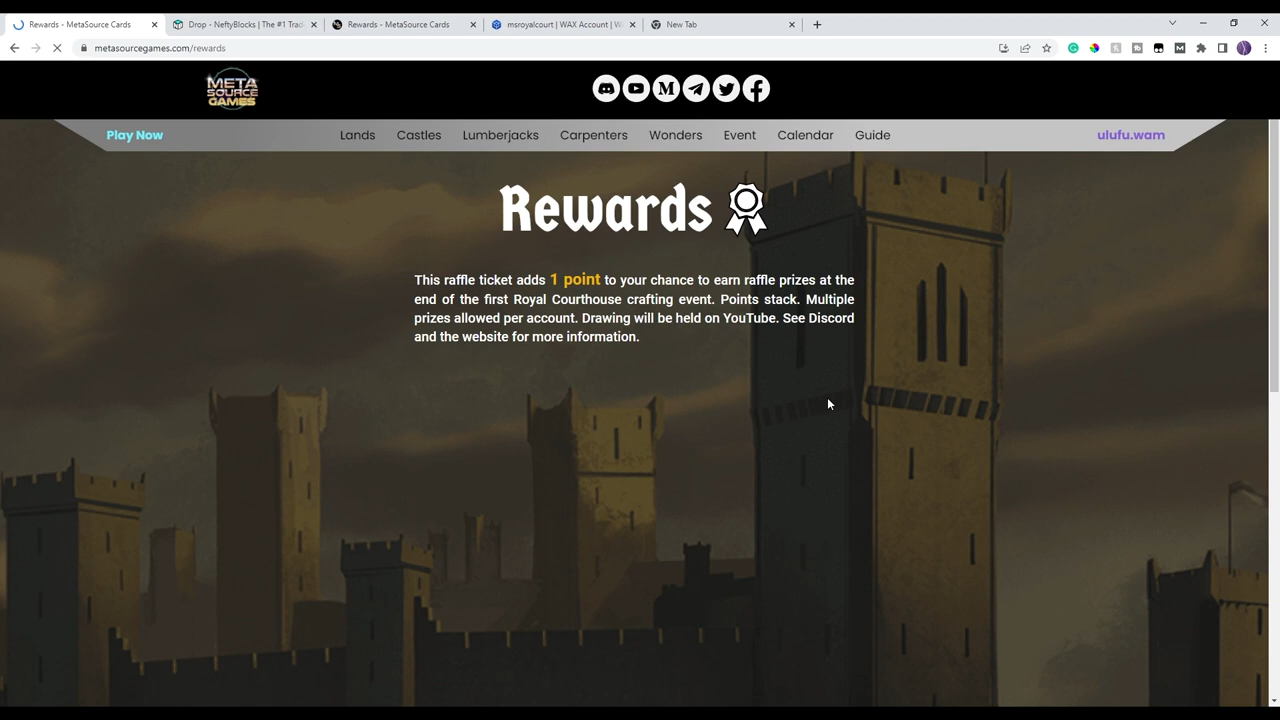 Rewards - MetaSource Cards
Drop - NeftyBlocks | The #1 Trad
Rewards - MetaSource Cards
msroyalcourt | WAX Account | W
New Tab
metasourcegames.com/rewards
META
SOURCE
GAMES
Play Now
Lands
Castles
Lumberjacks
Carpenters
Wonders
Event
Calendar
Guide
ulufu.wam
Rewards
This raffle ticket adds 1 point to your chance to earn raffle prizes at the
end of the first Royal Courthouse crafting event. Points stack. Multiple
prizes allowed per account. Drawing will be held on YouTube. See Discord
and the website for more information.